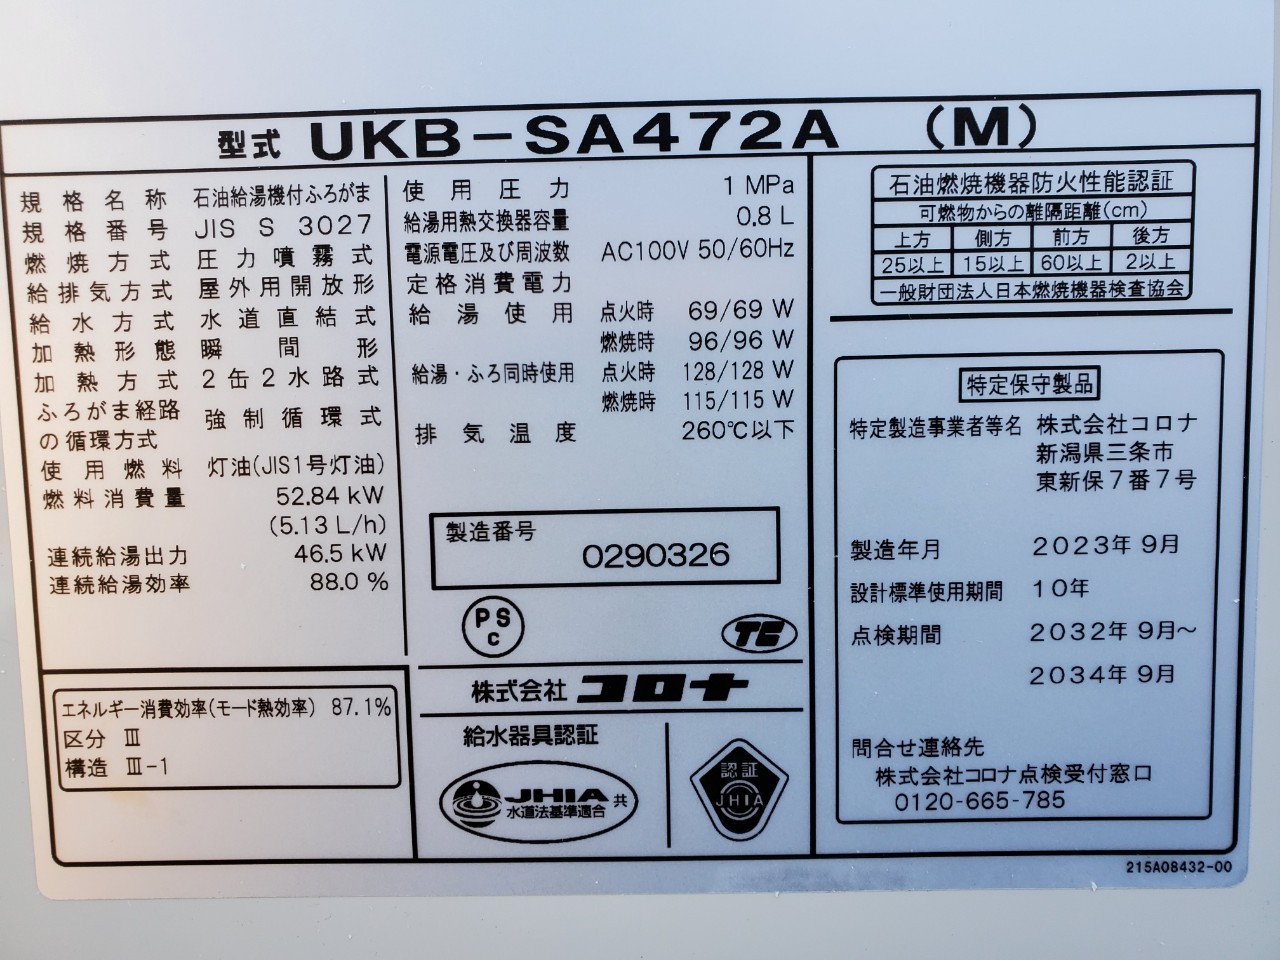 型式 UKB-SA472A (M)
規格名称 石油給湯機付ふろがま
規格番号 JIS S 3027
燃焼方式 圧力噴霧式
給排気方式 屋外用開放形
給水方式 水道直結式
加熱形態 瞬間形
加熱方式 2缶2水路式
ふろがま経路
の循環方式 強制循環式
使用燃料 灯油(JIS1号灯油)
燃料消費量 52.84 kW
(5.13 L/h)
連続給湯出力 46.5 kW
連続給湯効率 88.0 %
エネルギー消費効率(モード熱効率) 87.1%
区分 Ⅲ
構造 Ⅲ-1
使用圧力 1 MPa
給湯用熱交換器容量 0.8 L
電源電圧及び周波数 AC100V 50/60Hz
定格消費電力
給湯使用 点火時 69/69 W
燃焼時 96/96 W
給湯・ふろ同時使用 点火時 128/128 W
燃焼時 115/115 W
排気温度 260℃以下
製造番号
0290326
PS
C
TC
株式会社 コロナ
給水器具認証
JHIA 共
水道法基準適合
認証
JHIA
石油燃焼機器防火性能認証
可燃物からの離隔距離(cm)
上方 側方 前方 後方
25以上 15以上 60以上 2以上
一般財団法人日本燃焼機器検査協会
特定保守製品
特定製造事業者等名 株式会社コロナ
新潟県三条市
東新保7番7号
製造年月 2023年 9月
設計標準使用期間 10年
点検期間 2032年 9月~
2034年 9月
問合せ連絡先
株式会社コロナ点検受付窓口
0120-665-785
215A08432-00